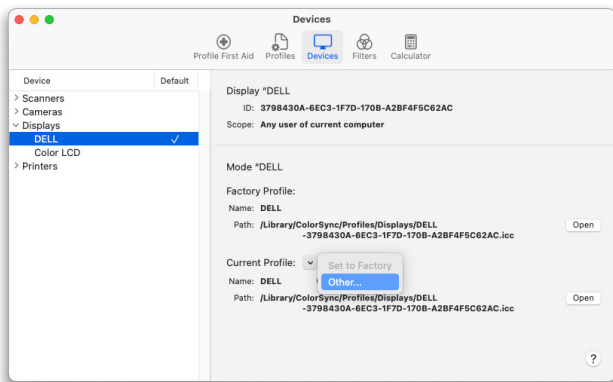 Devices
Profile First Aid Profiles Devices Filters Calculator
Device Default
Scanners
Cameras
Displays
DELL
Color LCD
Printers
Display “DELL
ID: 3798430A-6EC3-1F7D-170B-A2BF4F5C62AC
Scope: Any user of current computer
Mode “DELL
Factory Profile:
Name: DELL
Path: /Library/ColorSync/Profiles/Displays/DELL Open
-3798430A-6EC3-1F7D-170B-A2BF4F5C62AC.icc
Current Profile: Set to Factory
Name: DELL Other...
Path: /Library/ColorSync/Profiles/Displays/DELL Open
-3798430A-6EC3-1F7D-170B-A2BF4F5C62AC.icc
?